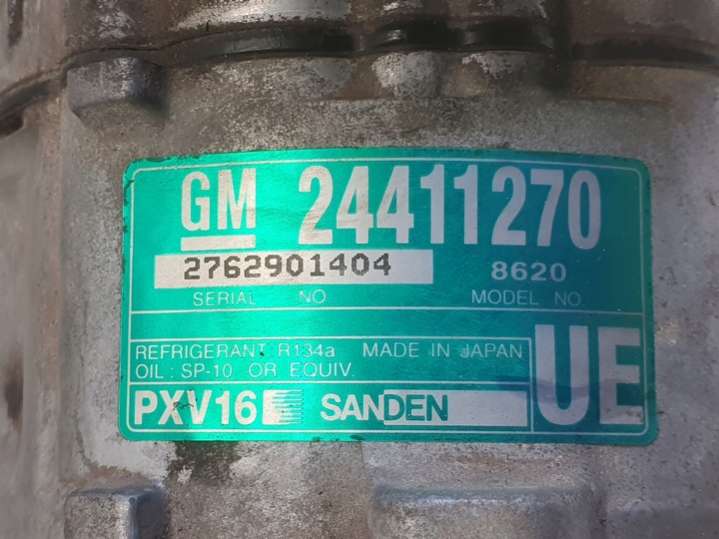 GM 24411270
2762901404 8620
SERIAL NO MODEL NO
REFRIGERANT R134a MADE IN JAPAN
OIL : SP-10 OR EQUIV.
UE
PXV16 SANDEN